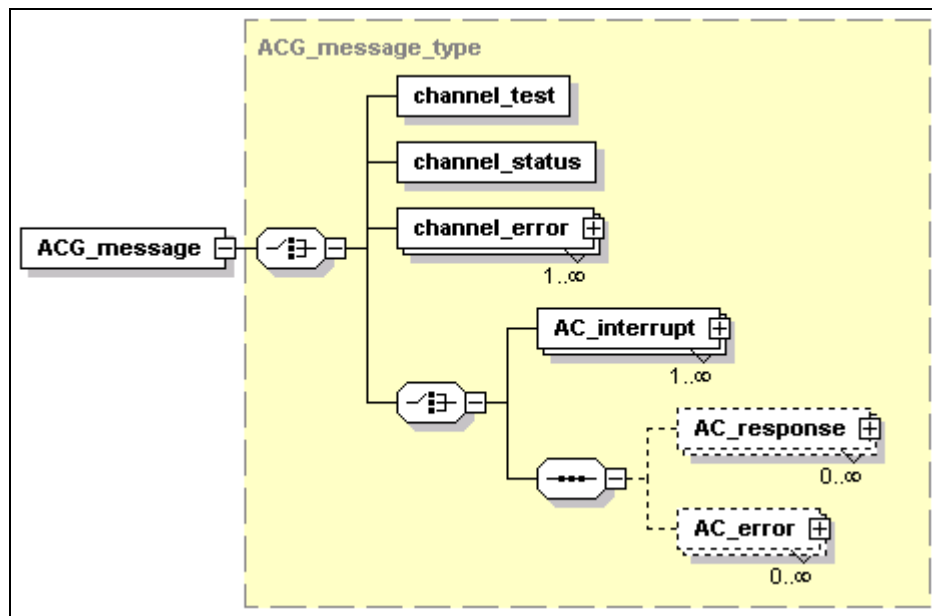 ACG_message_type
channel_test
channel_status
channel_error
1..∞
ACG_message
AC_interrupt
1..∞
AC_response
0..∞
AC_error
0..∞